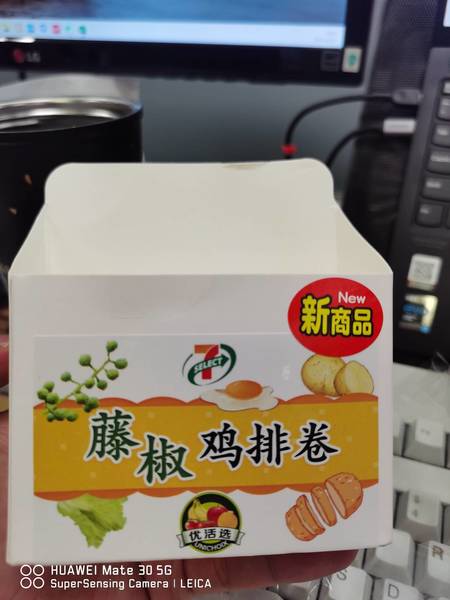 LG
New
新商品
7
SELECT
藤椒鸡排卷
优活选
UNICHOICE
HUAWEI Mate 30 5G
SuperSensing Camera | LEICA